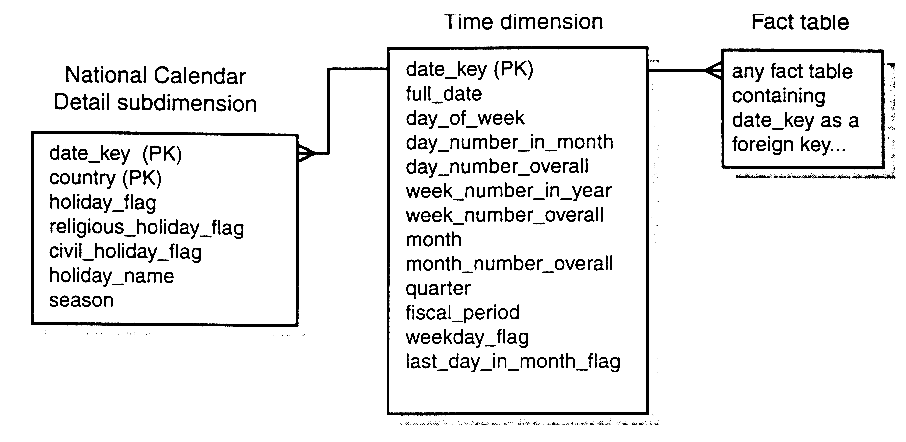 National Calendar
Detail subdimension
date_key (PK)
country (PK)
holiday_flag
religious_holiday_flag
civil_holiday_flag
holiday_name
season
Time dimension
date_key (PK)
full_date
day_of_week
day_number_in_month
day_number_overall
week_number_in_year
week_number_overall
month
month_number_overall
quarter
fiscal_period
weekday_flag
last_day_in_month_flag
Fact table
any fact table
containing
date_key as a
foreign key...